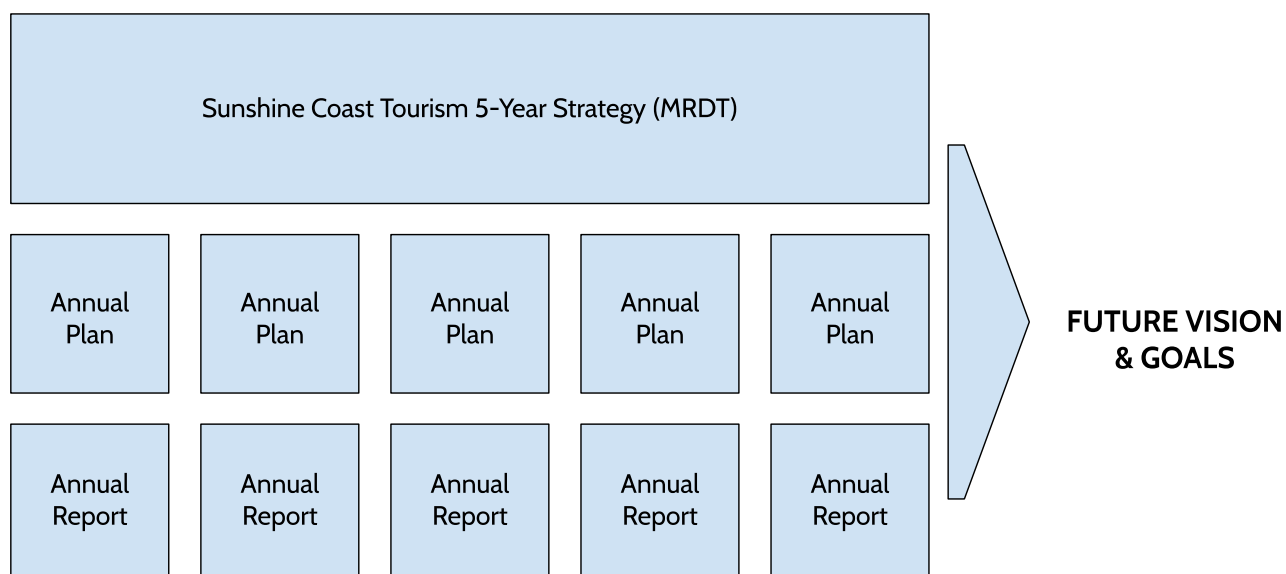 Sunshine Coast Tourism 5-Year Strategy (MRDT)
Annual
Plan
Annual
Plan
Annual
Plan
Annual
Plan
Annual
Plan
FUTURE VISION
& GOALS
Annual
Report
Annual
Report
Annual
Report
Annual
Report
Annual
Report